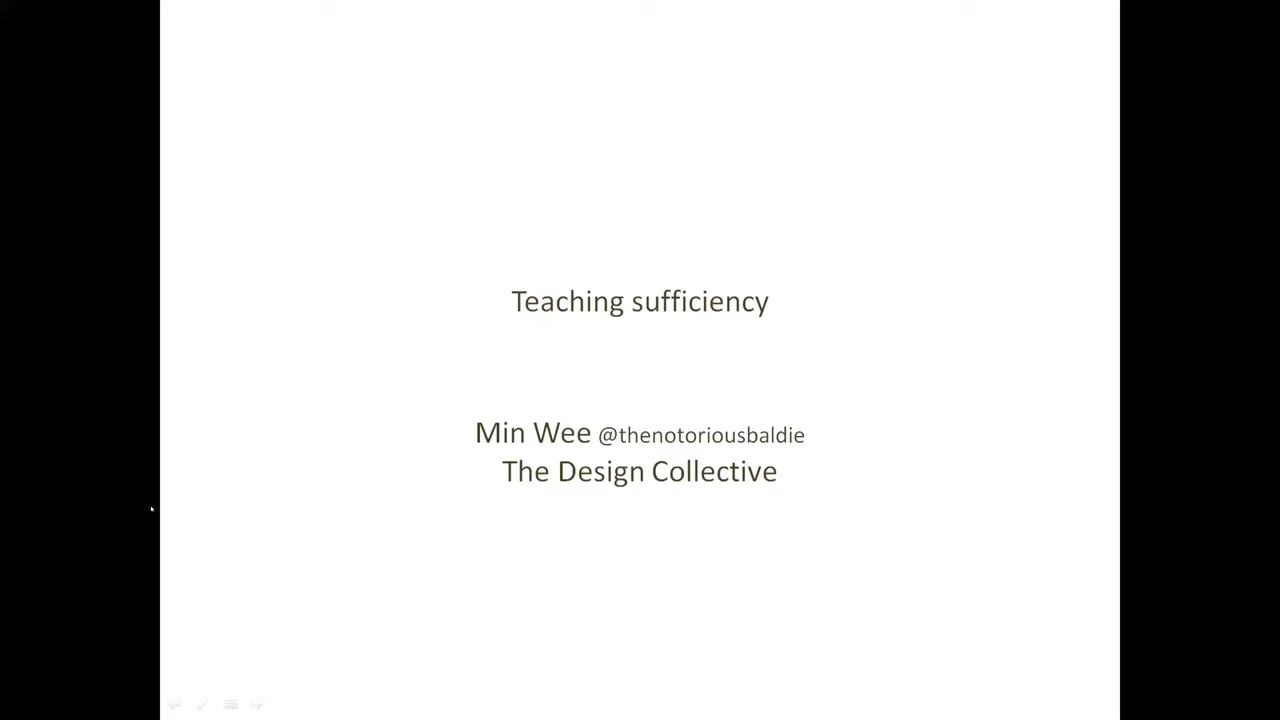 Teaching sufficiency
Min Wee @thenotoriousbaldie
The Design Collective